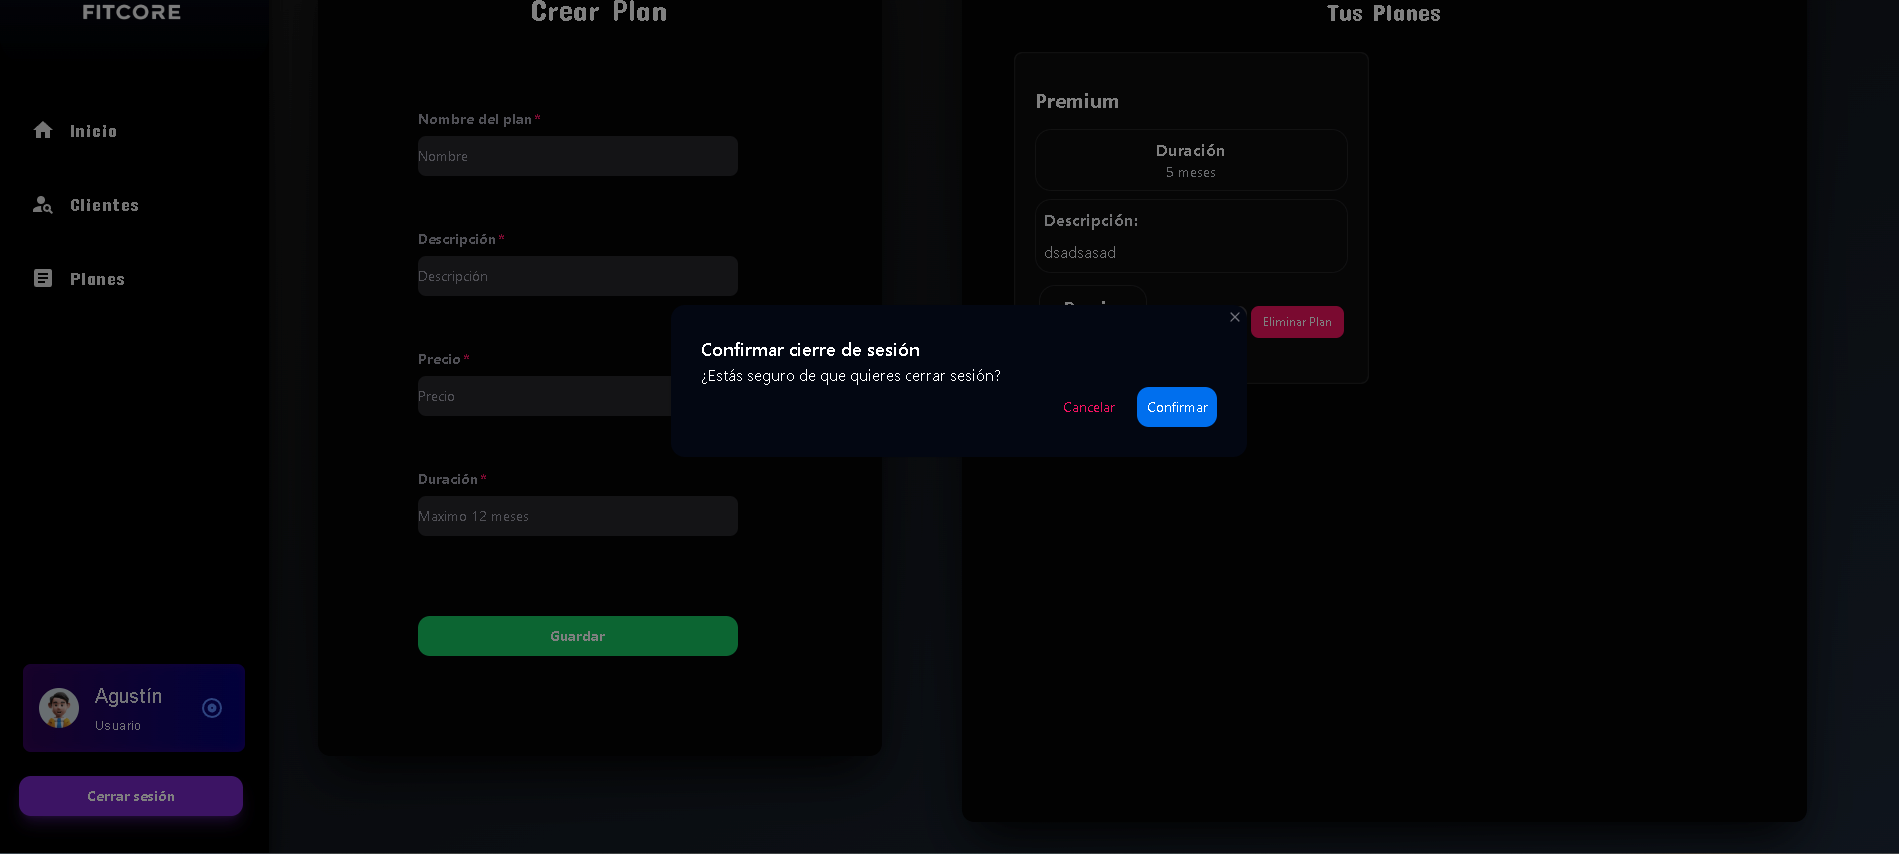 FITCORE
Inicio
Clientes
Planes
Agustín
Usuario
Cerrar sesión
Crear Plan
Nombre del plan *
Nombre
Descripción *
Descripción
Precio *
Precio
Duración *
Maximo 12 meses
Guardar
Tus Planes
Premium
Duración
5 meses
Descripción:
dsadsasad
Eliminar Plan
Confirmar cierre de sesión
¿Estás seguro de que quieres cerrar sesión?
Cancelar
Confirmar